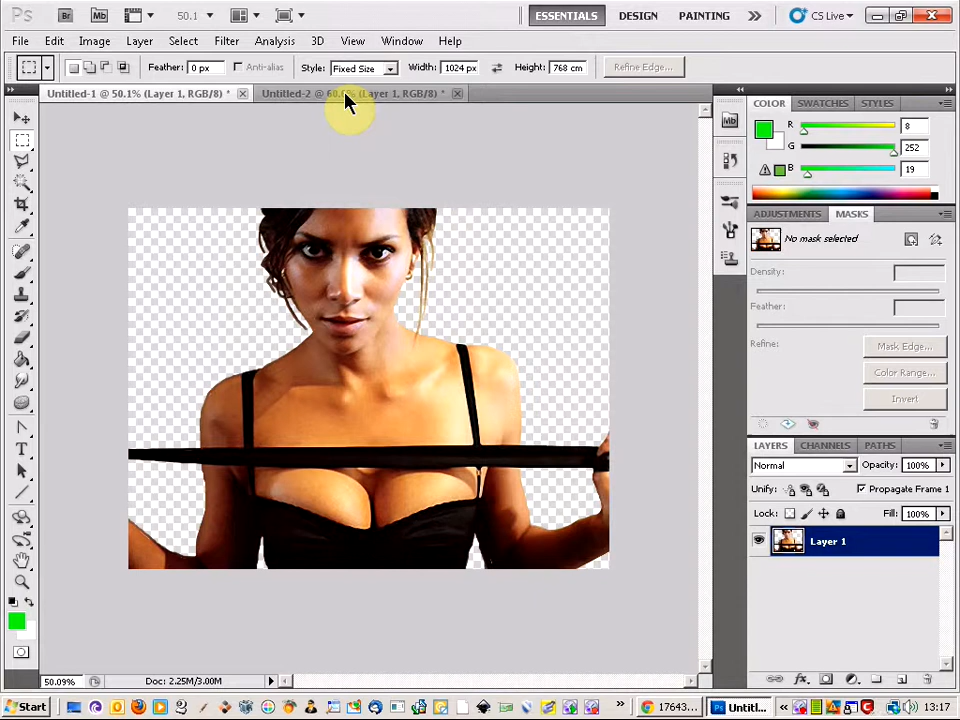 Ps Br Mb 50.1 ESSENTIALS DESIGN PAINTING CS Live
File Edit Image Layer Select Filter Analysis 3D View Window Help
Feather: 0 px Anti-alias Style: Fixed Size Width: 1024 px Height: 768 cm Refine Edge...
Untitled-1 @ 50.1% (Layer 1, RGB/8) * Untitled-2 @ (Layer 1, RGB/8) *
COLOR SWATCHES STYLES
Mb
R 8
G 252
B 19
ADJUSTMENTS MASKS
No mask selected
Density:
Feather:
Refine: Mask Edge...
Color Range...
Invert
LAYERS CHANNELS PATHS
Normal Opacity: 100%
Unify: Propagate Frame 1
Lock: Fill: 100%
Layer 1
50.09% Doc: 2.25M/3.00M
Start 17643... Ps Untitl... 13:17